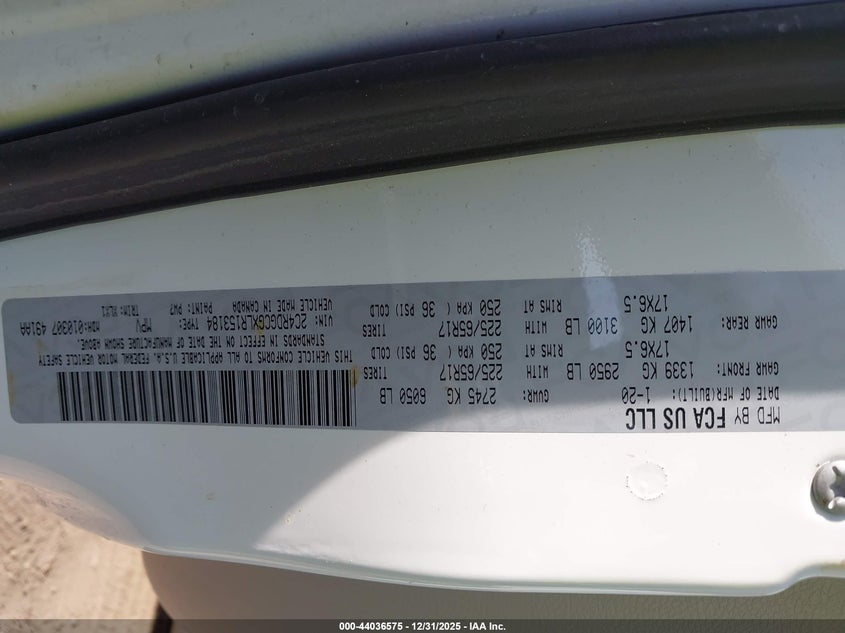 MFD BY FCA US LLC
DATE OF MFR(BUILT): 1-20 GVWR: 2745 KG 6050 LB
GAWR FRONT: 1339 KG 2950 LB WITH TIRES 225/65R17
17X6.5 RIMS AT 250 KPA ( 36 PSI) COLD
GAWR REAR: 1407 KG 3100 LB WITH TIRES 225/65R17
17X6.5 RIMS AT 250 KPA ( 36 PSI) COLD
THIS VEHICLE CONFORMS TO ALL APPLICABLE U.S.A. FEDERAL MOTOR VEHICLE SAFETY
STANDARDS IN EFFECT ON THE DATE OF MANUFACTURE SHOWN ABOVE.
VIN: 2C4RDGCGXLR153184 TYPE: MPV MDH:010307 491AA
VEHICLE MADE IN CANADA PAINT: PW7 TRIM:
000-44036575 - 12/31/2025 - IAA Inc.